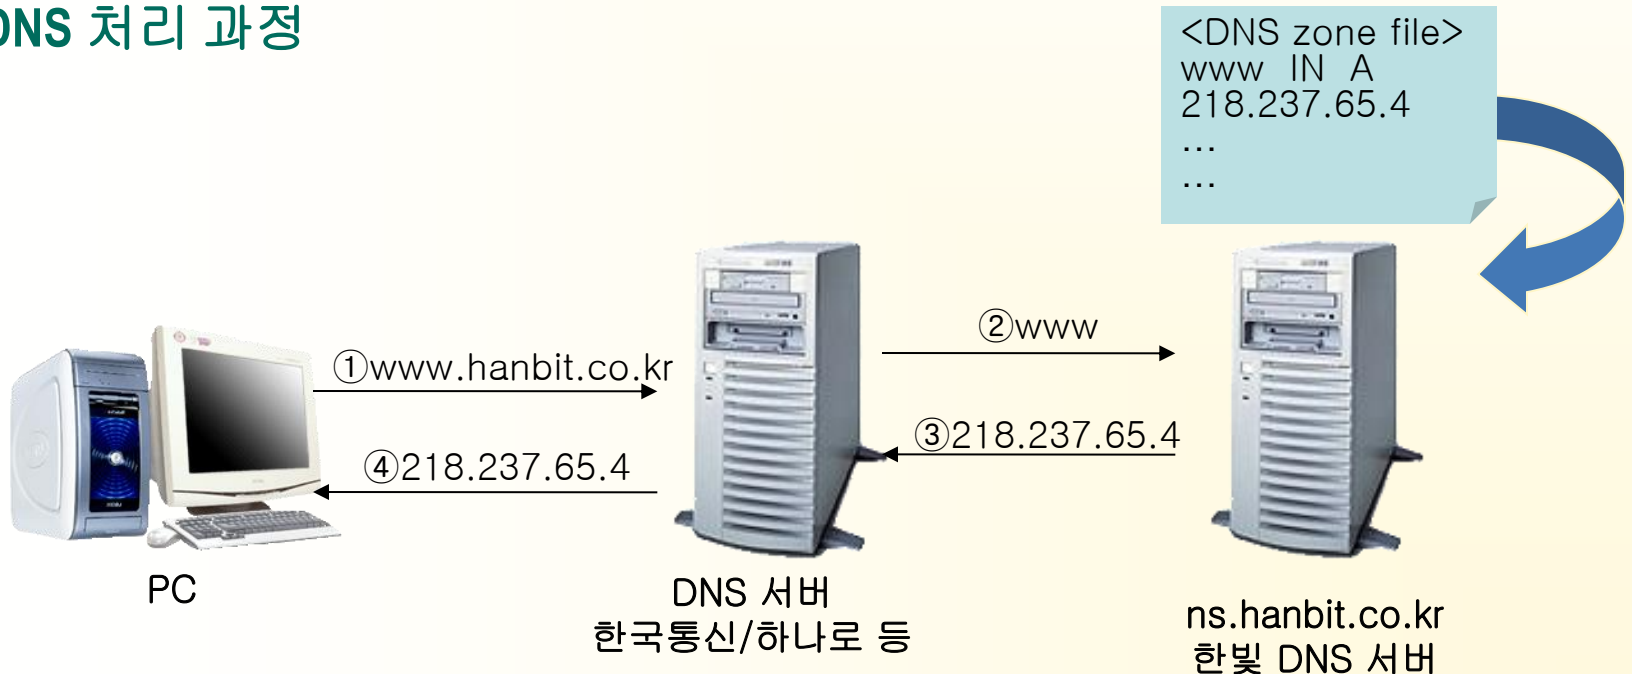 DNS 처리 과정
<DNS zone file>
www IN A
218.237.65.4
...
...
①www.hanbit.co.kr
②www
③218.237.65.4
④218.237.65.4
PC
DNS 서버
한국통신/하나로 등
ns.hanbit.co.kr
한빛 DNS 서버